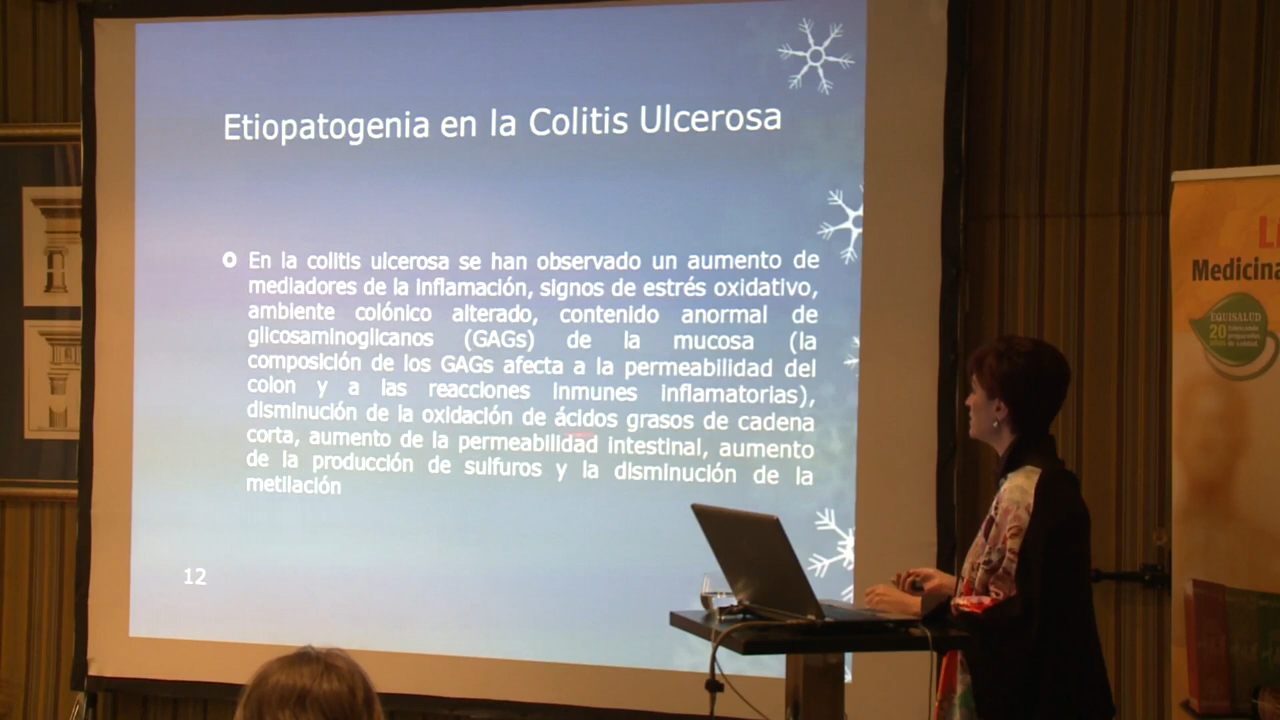 Etiopatogenia en la Colitis Ulcerosa
En la colitis ulcerosa se han observado un aumento de
mediadores de la inflamación, signos de estrés oxidativo,
ambiente colónico alterado, contenido anormal de
glicosaminoglicanos (GAGs) de la mucosa (la
composición de los GAGs afecta a la permeabilidad del
colon y a las reacciones inmunes inflamatorias),
disminución de la oxidación de ácidos grasos de cadena
corta, aumento de la permeabilidad intestinal, aumento
de la producción de sulfuros y la disminución de la
metilación
12
Medicina
EQUISALUD
20
años de calidad